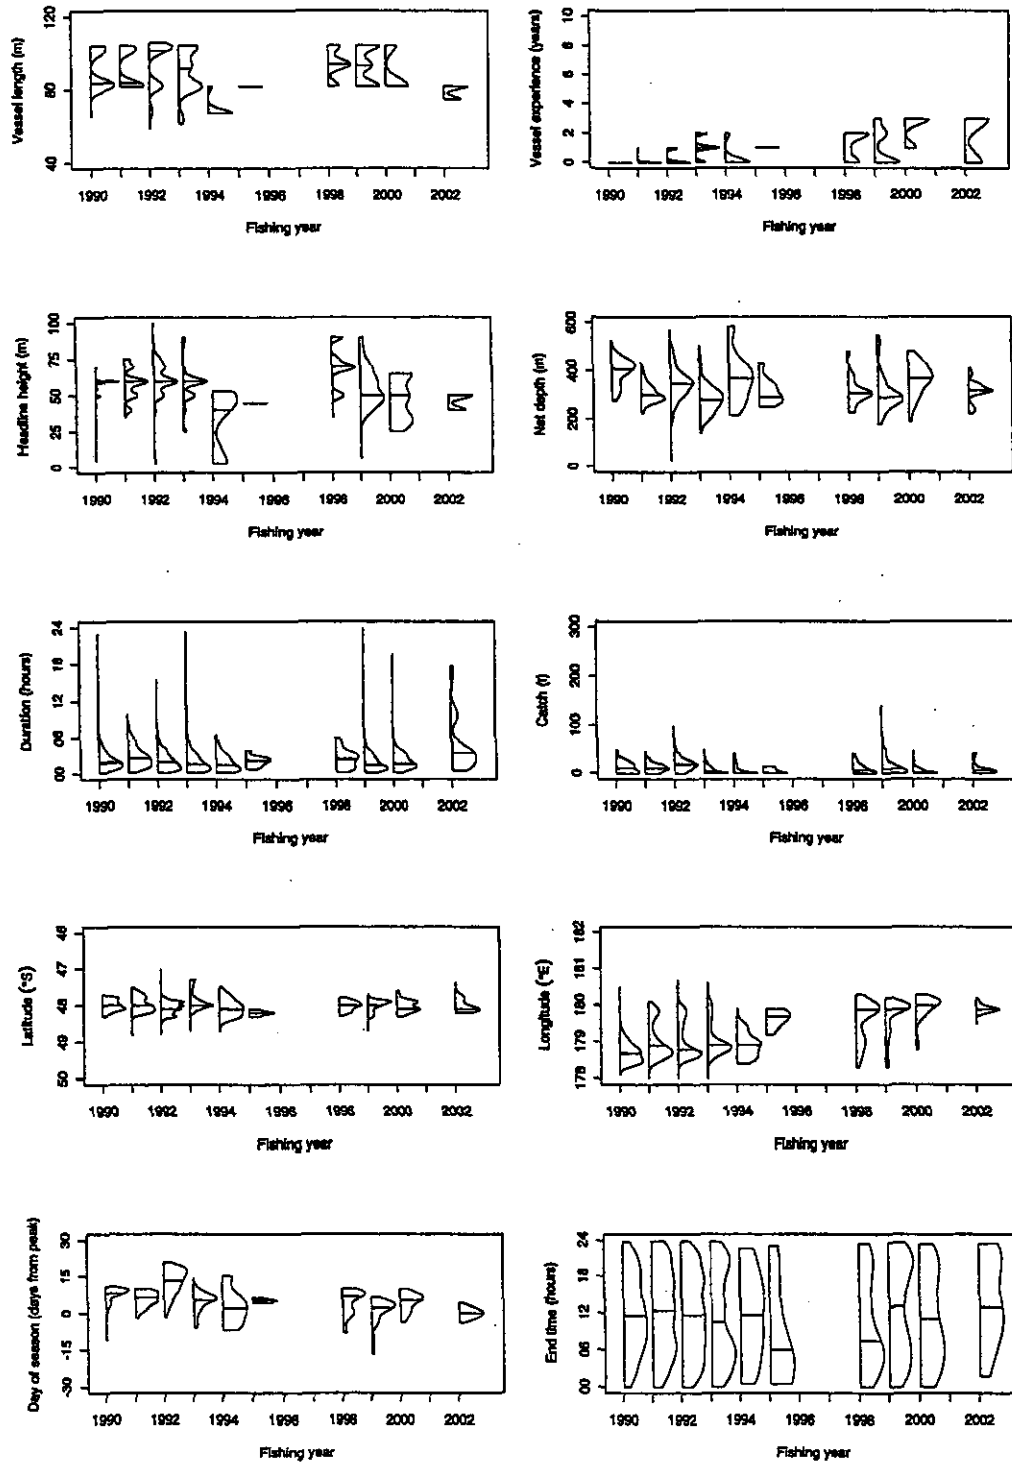 Vessel length (m)
120
80
40
1990 1992 1994 1996 1998 2000 2002
Fishing year
Vessel experience (years)
10
8
6
4
2
0
1990 1992 1994 1996 1998 2000 2002
Fishing year
Headline height (m)
100
75
50
25
0
1990 1992 1994 1996 1998 2000 2002
Fishing year
Net depth (m)
600
400
200
0
1990 1992 1994 1996 1998 2000 2002
Fishing year
Duration (hours)
24
18
12
06
00
1990 1992 1994 1996 1998 2000 2002
Fishing year
Catch (t)
300
200
100
0
1990 1992 1994 1996 1998 2000 2002
Fishing year
Latitude (°S)
46
47
48
49
50
1990 1992 1994 1996 1998 2000 2002
Fishing year
Longitude (°E)
182
181
180
179
178
1990 1992 1994 1996 1998 2000 2002
Fishing year
Day of season (days from peak)
30
15
0
-15
-30
1990 1992 1994 1996 1998 2000 2002
Fishing year
End time (hours)
24
18
12
06
00
1990 1992 1994 1996 1998 2000 2002
Fishing year